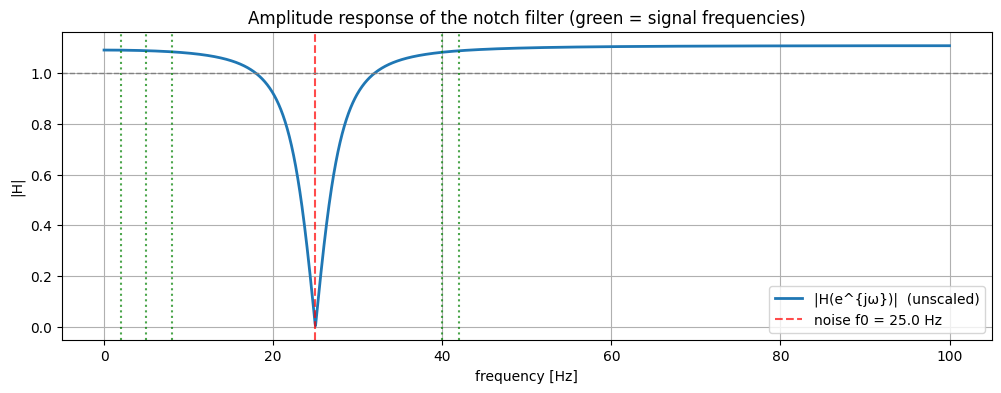 Amplitude response of the notch filter (green = signal frequencies)
|H|
1.0
0.8
0.6
0.4
0.2
0.0
|H(e^{jω})|  (unscaled)
noise f0 = 25.0 Hz
0 20 40 60 80 100
frequency [Hz]